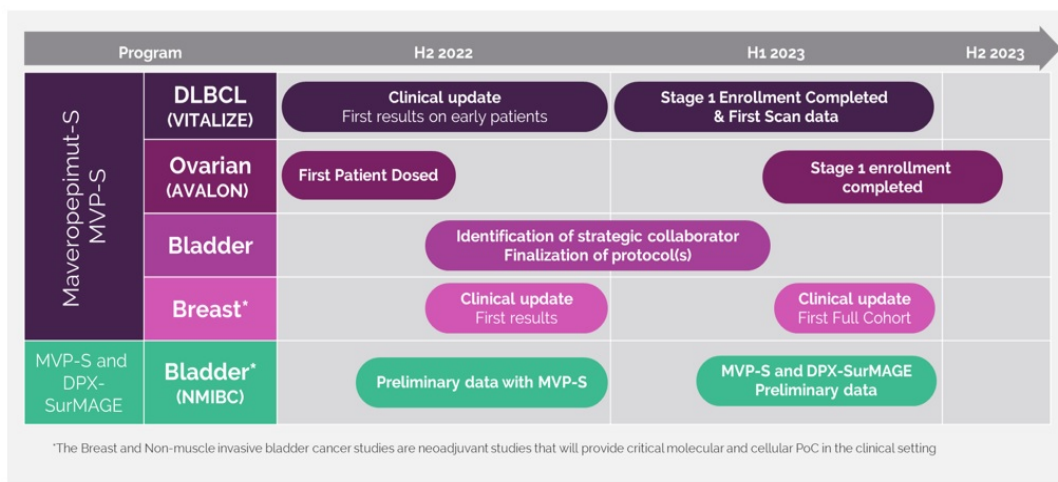 Program
H2 2022
H1 2023
H2 2023
Maveropepimut-S
MVP-S
DLBCL
(VITALIZE)
Clinical update
First results on early patients
Stage 1 Enrollment Completed
& First Scan data
Ovarian
(AVALON)
First Patient Dosed
Stage 1 enrollment
completed
Bladder
Identification of strategic collaborator
Finalization of protocol(s)
Breast*
Clinical update
First results
Clinical update
First Full Cohort
MVP-S and
DPX-
SurMAGE
Bladder*
(NMIBC)
Preliminary data with MVP-S
MVP-S and DPX-SurMAGE
Preliminary data
*The Breast and Non-muscle invasive bladder cancer studies are neoadjuvant studies that will provide critical molecular and cellular PoC in the clinical setting